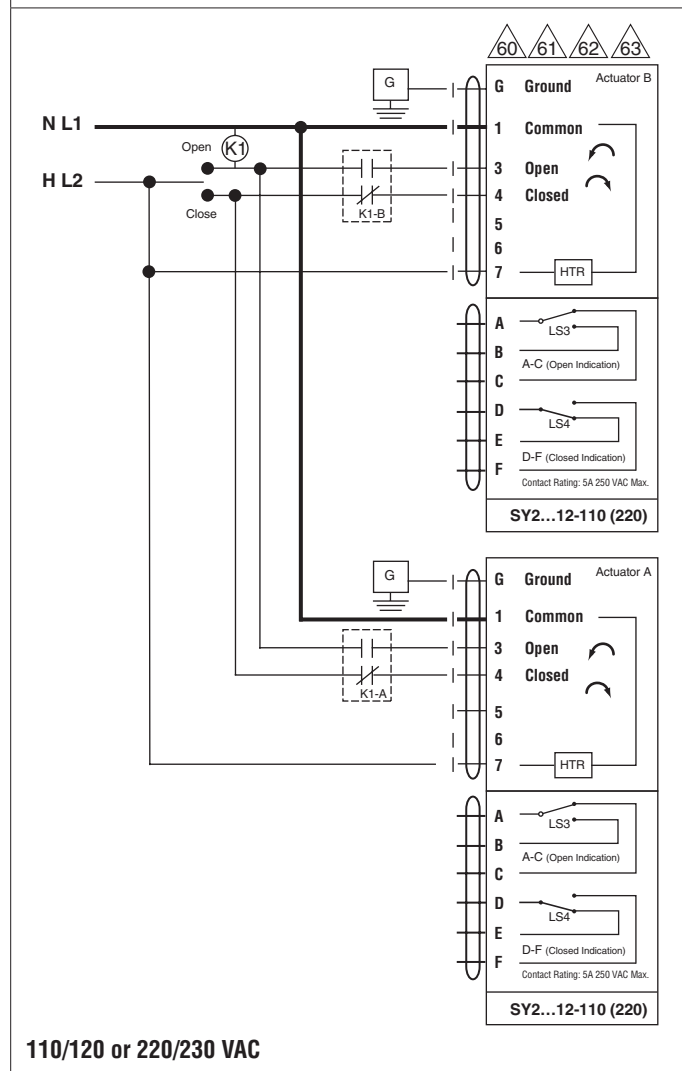 60 61 62 63
G
G Ground Actuator B
N L1
1 Common
Open K1
3 Open
H L2
4 Closed
Close
K1-B
5
6
7 HTR
A
LS3
B
A-C (Open Indication)
C
D
LS4
E
D-F (Closed Indication)
F
Contact Rating: 5A 250 VAC Max.
SY2...12-110 (220)
G
G Ground Actuator A
1 Common
3 Open
4 Closed
K1-A
5
6
7 HTR
A
LS3
B
A-C (Open Indication)
C
D
LS4
E
D-F (Closed Indication)
F
Contact Rating: 5A 250 VAC Max.
SY2...12-110 (220)
110/120 or 220/230 VAC